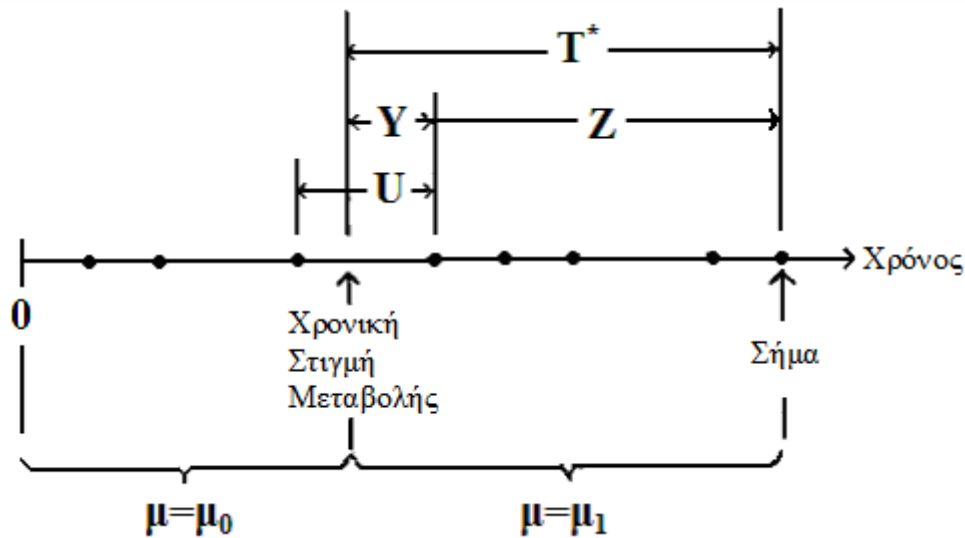 T*
Y
Z
U
Χρόνος
0
Χρονική
Στιγμή
Μεταβολής
Σήμα
μ=μ0
μ=μ1